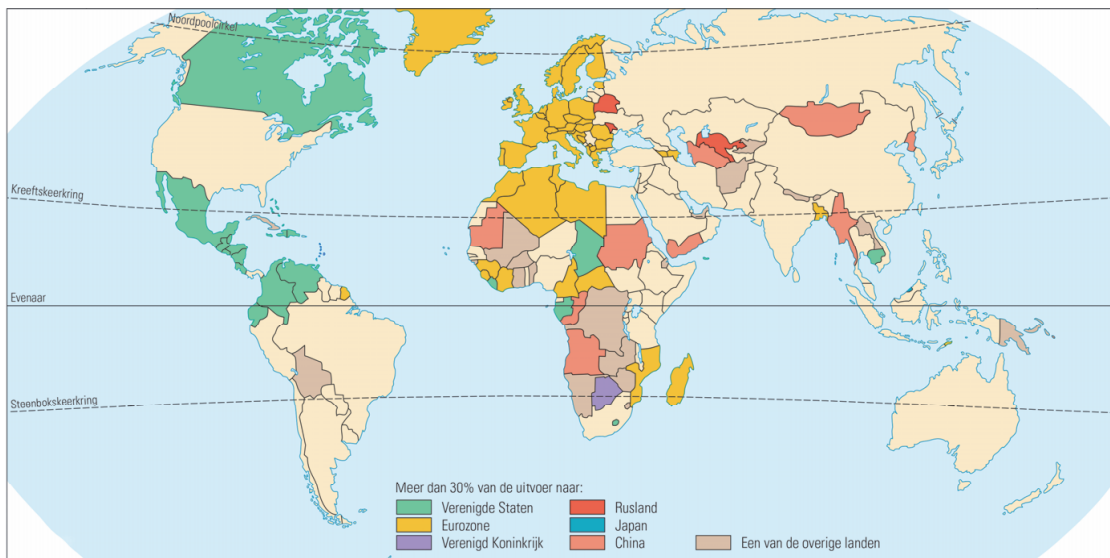 Noordpoolcirkel
Kreeftskeerkring
Evenaar
Steenbokskeerkring
Meer dan 30% van de uitvoer naar:
Verenigde Staten
Eurozone
Verenigd Koninkrijk
Rusland
Japan
China
Een van de overige landen